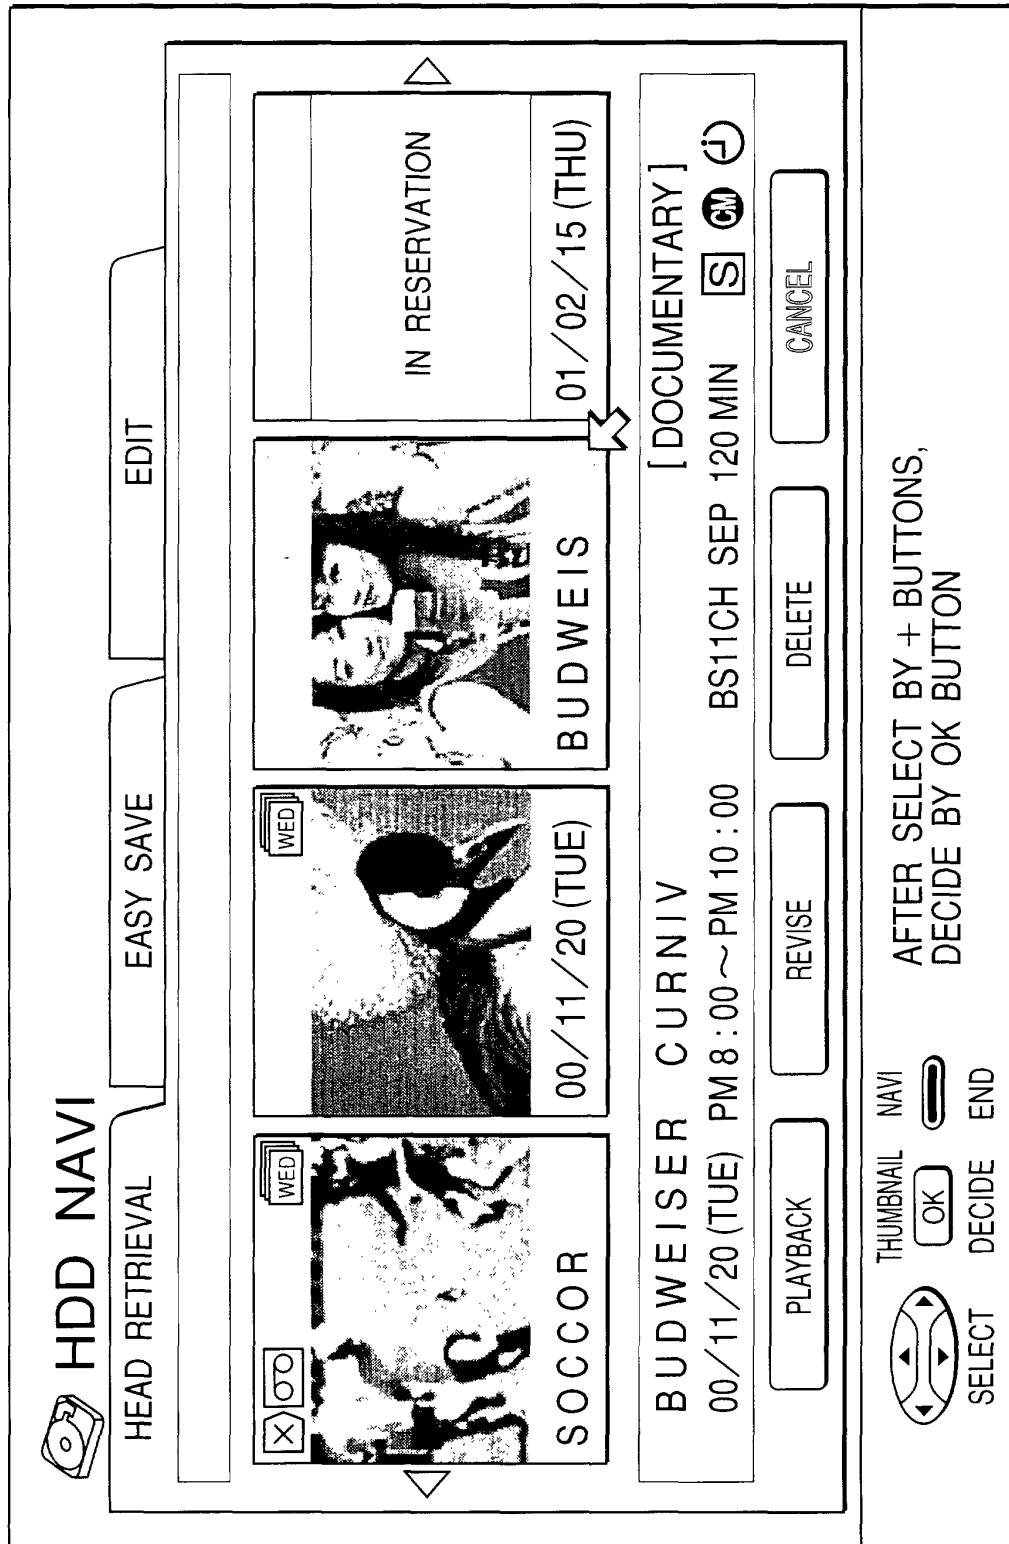 HDD NAVI
HEAD RETRIEVAL
EASY SAVE
EDIT
WED
WED
SOCCOR
00/11/20 (TUE)
BUDWEIS
IN RESERVATION
01/02/15 (THU)
BUDWEISER CURNIV [DOCUMENTARY]
00/11/20 (TUE) PM 8:00~PM 10:00 BS11CH SEP 120 MIN S CM
PLAYBACK
REVISE
DELETE
CANCEL
THUMBNAIL NAVI
OK
SELECT DECIDE END
AFTER SELECT BY + BUTTONS,
DECIDE BY OK BUTTON